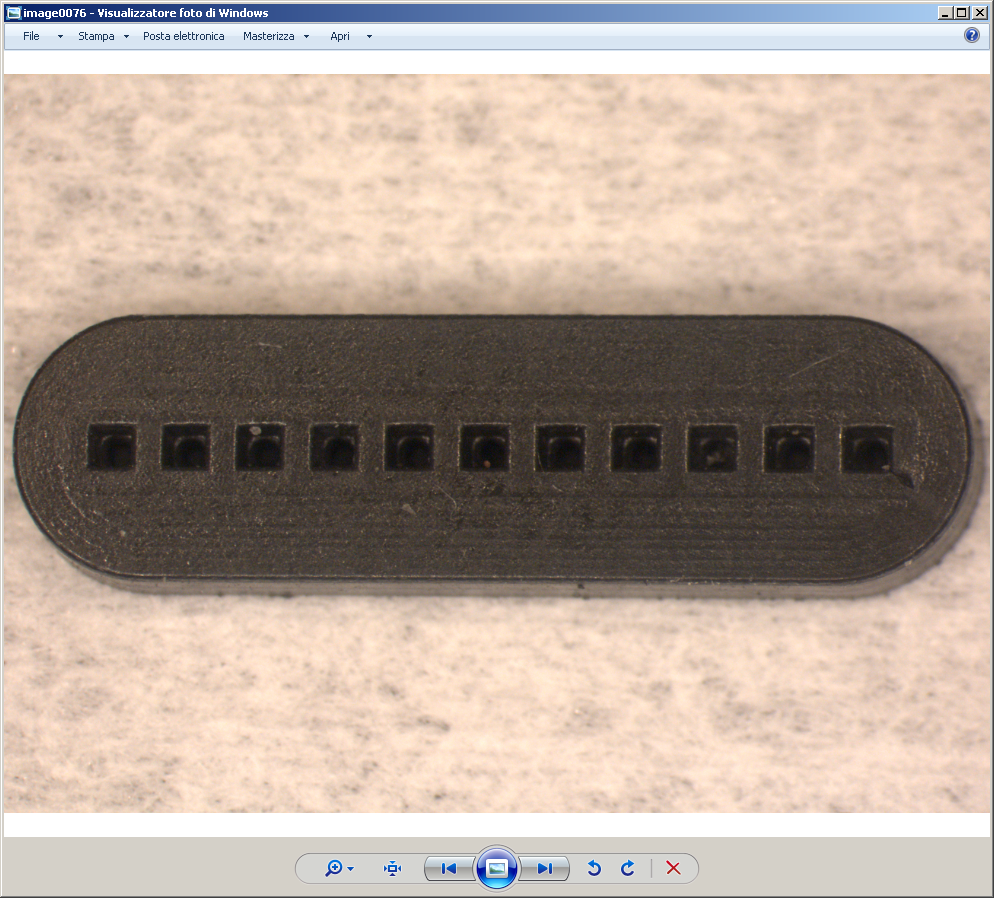 image0076 - Visualizzatore foto di Windows
File Stampa Posta elettronica Masterizza Apri